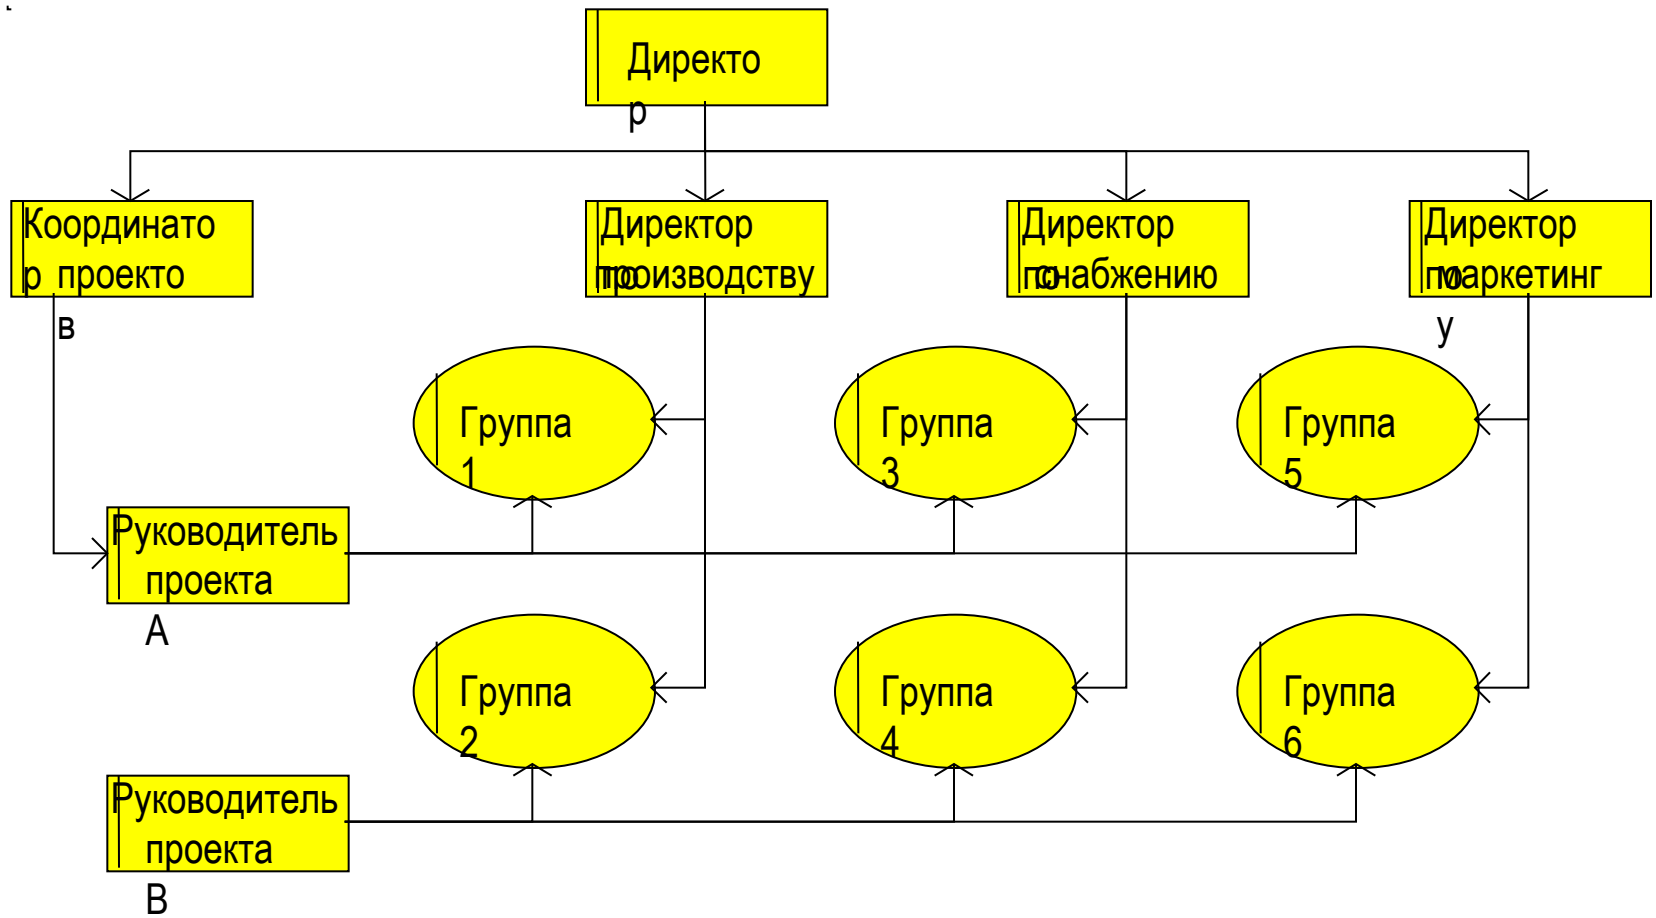 Директо
р
Координато
р проекто
в
Директор
по производству
Директор
по снабжению
Директор
по маркетинг
у
Группа
1
Группа
3
Группа
5
Руководитель
проекта
А
Группа
2
Группа
4
Группа
6
Руководитель
проекта
В